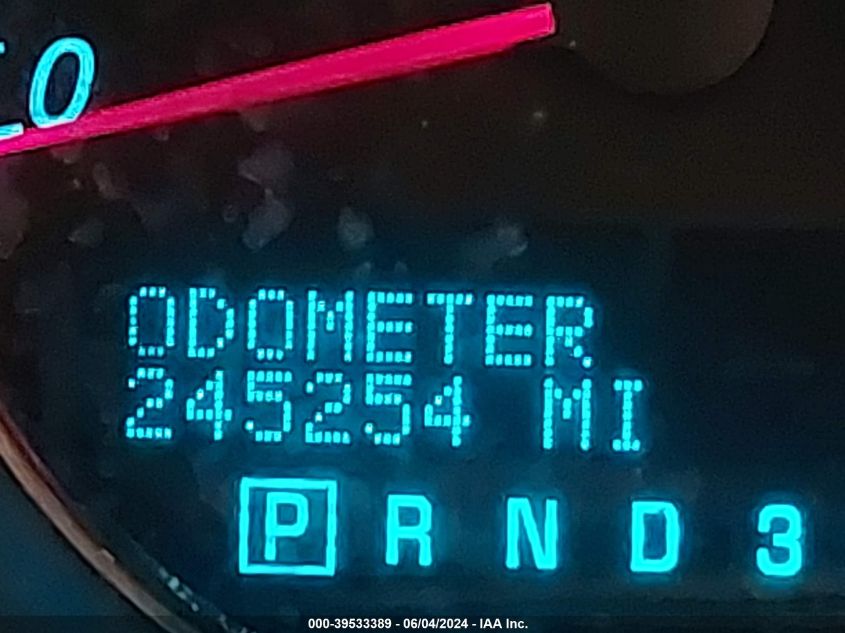 ODOMETER
245254 MI
P R N D 3
000-39533389 - 06/04/2024 - IAA Inc.